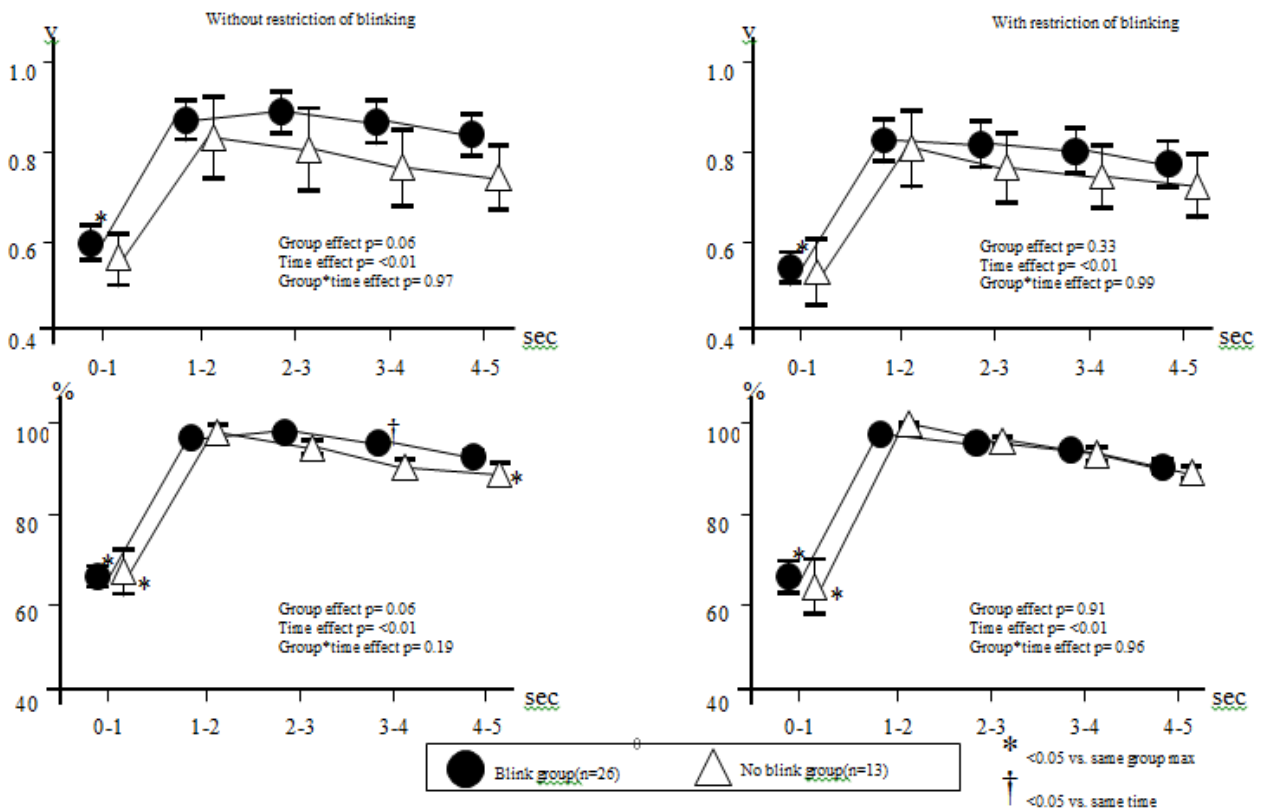 Without restriction of blinking
v
1.0
0.8
*
0.6
Group effect p= 0.06
Time effect p= <0.01
Group*time effect p= 0.97
0.4
sec
0-1 1-2 2-3 3-4 4-5
With restriction of blinking
v
1.0
0.8
*
0.6
Group effect p= 0.33
Time effect p= <0.01
Group*time effect p= 0.99
0.4
sec
0-1 1-2 2-3 3-4 4-5
%
100
†
80
*
*
*
60
Group effect p= 0.06
Time effect p= <0.01
Group*time effect p= 0.19
40
sec
0-1 1-2 2-3 3-4 4-5
%
100
80
*
*
60
Group effect p= 0.91
Time effect p= <0.01
Group*time effect p= 0.96
40
sec
0-1 1-2 2-3 3-4 4-5
Blink group(n=26) No blink group(n=13)
* <0.05 vs. same group max
† <0.05 vs. same time